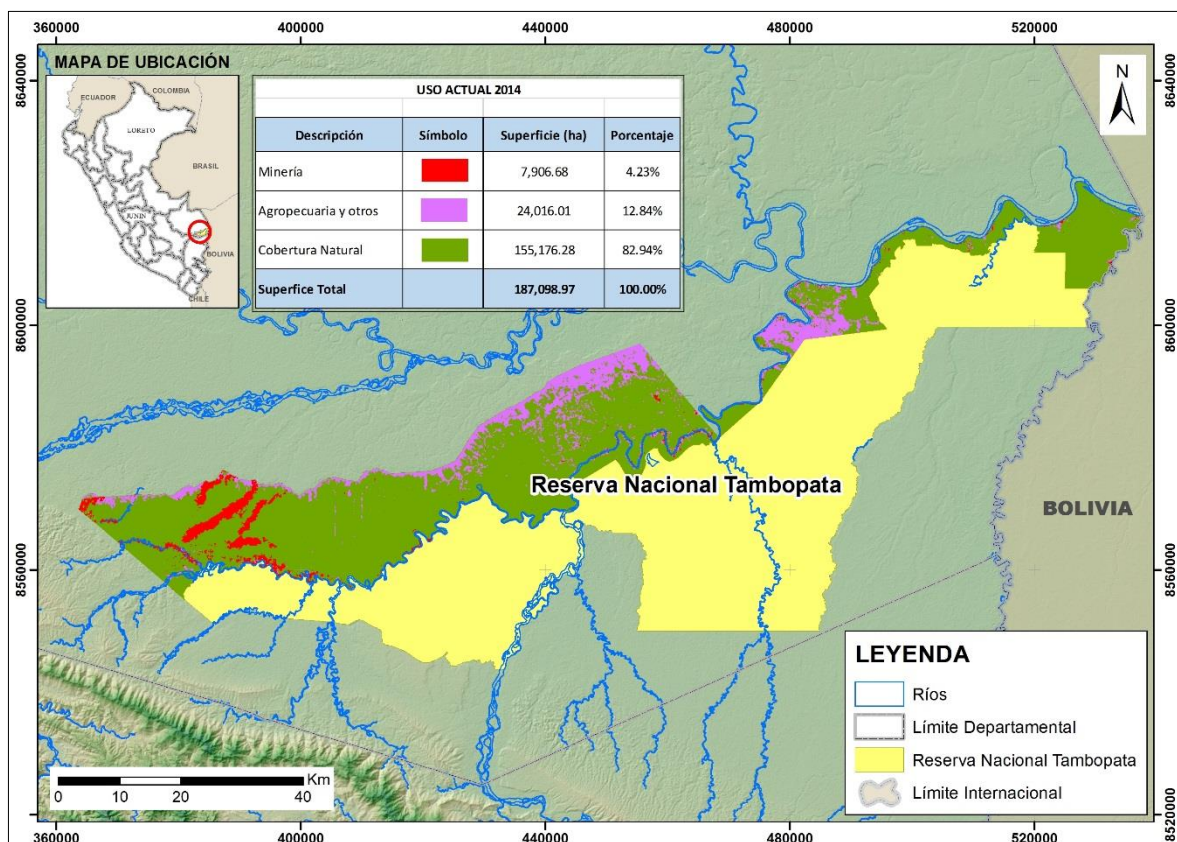 360000 400000 440000 480000 520000
MAPA DE UBICACIÓN
ECUADOR
COLOMBIA
LORETO
BRASIL
JUNIN
BOLIVIA
CHILE
USO ACTUAL 2014
Descripción Símbolo Superficie (ha) Porcentaje
Minería 7,906.68 4.23%
Agropecuaria y otros 24,016.01 12.84%
Cobertura Natural 155,176.28 82.94%
Superfice Total 187,098.97 100.00%
N
8640000 8640000
8600000 8600000
Reserva Nacional Tambopata
BOLIVIA
8560000 8560000
LEYENDA
Ríos
Límite Departamental
Reserva Nacional Tambopata
Límite Internacional
Km
0 10 20 40
8520000 8520000
360000 400000 440000 480000 520000